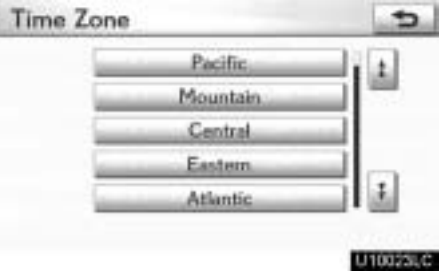 Time Zone
Pacific
Mountain
Central
Eastern
Atlantic
U10023LC